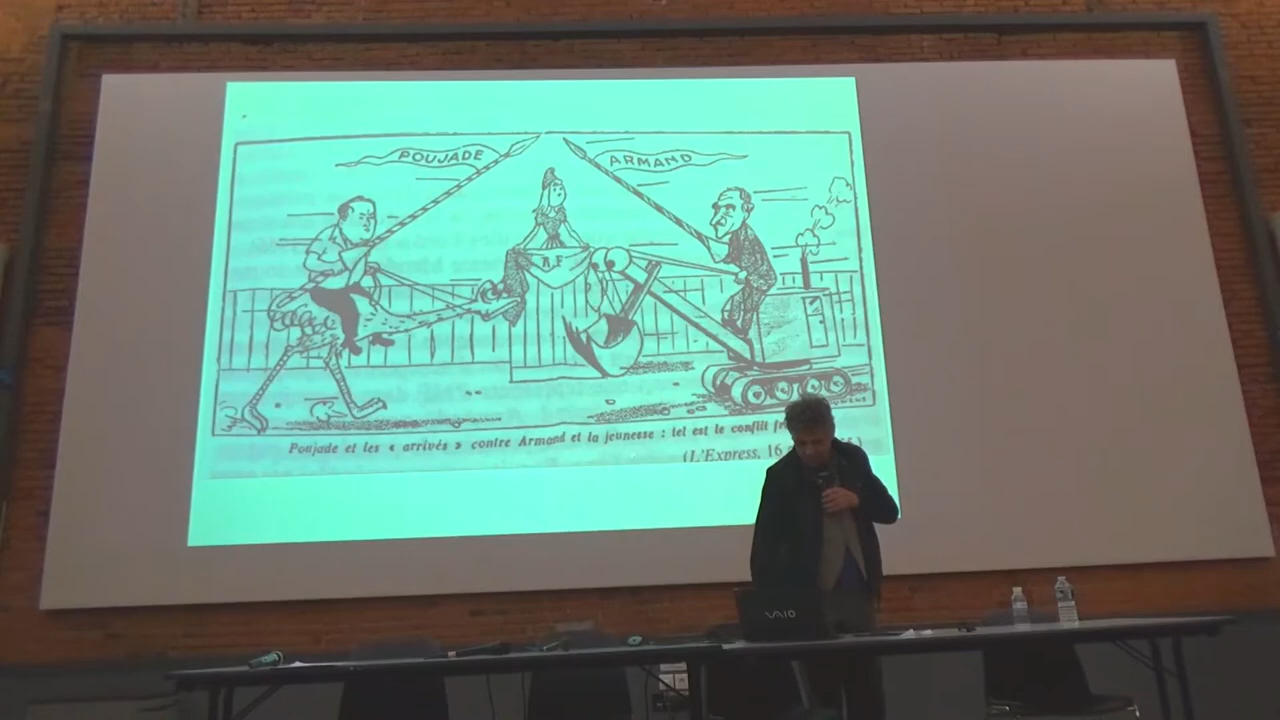 POUJADE
ARMAND
R.F
Poujade et les « arrivés » contre Armand et la jeunesse : tel est le conflit
(L'Express, 16
VAIO